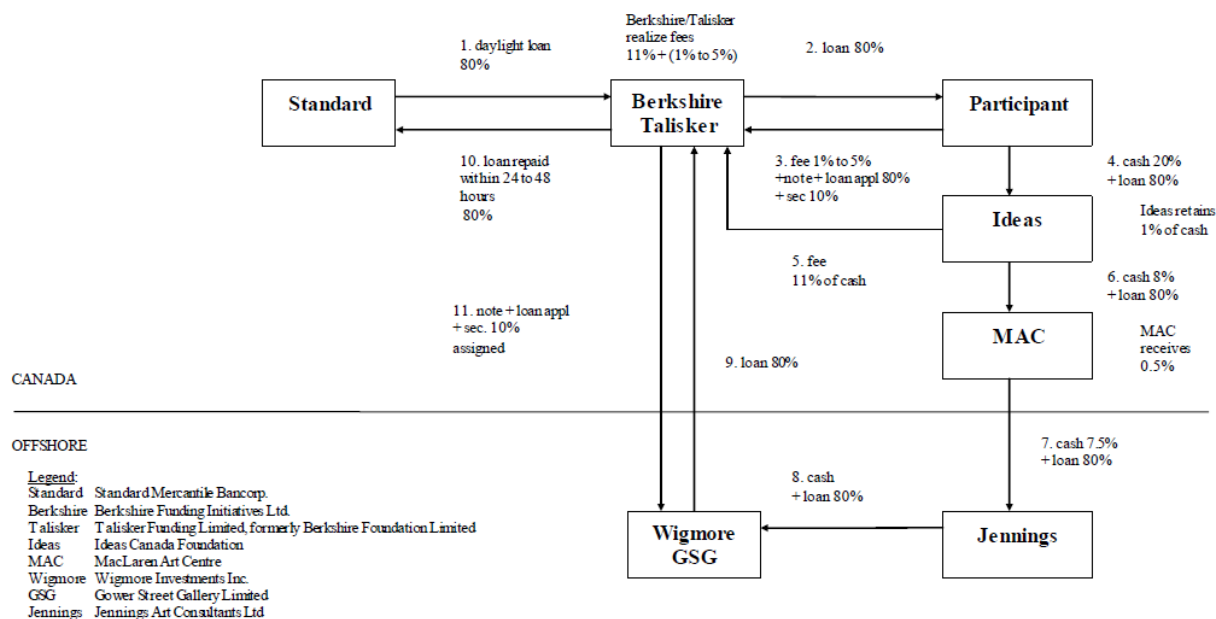 Berkshire/Talisker
realize fees
11% + (1% to 5%)
1. daylight loan
80%
2. loan 80%
Standard
Berkshire
Talisker
Participant
10. loan repaid
within 24 to 48
hours
80%
3. fee 1% to 5%
+note + loan appl 80%
+ sec 10%
4. cash 20%
+ loan 80%
Ideas
Ideas retains
1% of cash
5. fee
11% of cash
6. cash 8%
+ loan 80%
11. note + loan appl
+ sec. 10%
assigned
MAC
MAC
receives
0.5%
9. loan 80%
CANADA
OFFSHORE
7. cash 7.5%
+ loan 80%
8. cash
+ loan 80%
Legend:
Standard Standard Mercantile Bancorp.
Berkshire Berkshire Funding Initiatives Ltd.
Talisker Talisker Funding Limited, formerly Berkshire Foundation Limited
Ideas Ideas Canada Foundation
MAC MacLaren Art Centre
Wigmore Wigmore Investments Inc.
GSG Gower Street Gallery Limited
Jennings Jennings Art Consultants Ltd
Wigmore
GSG
Jennings